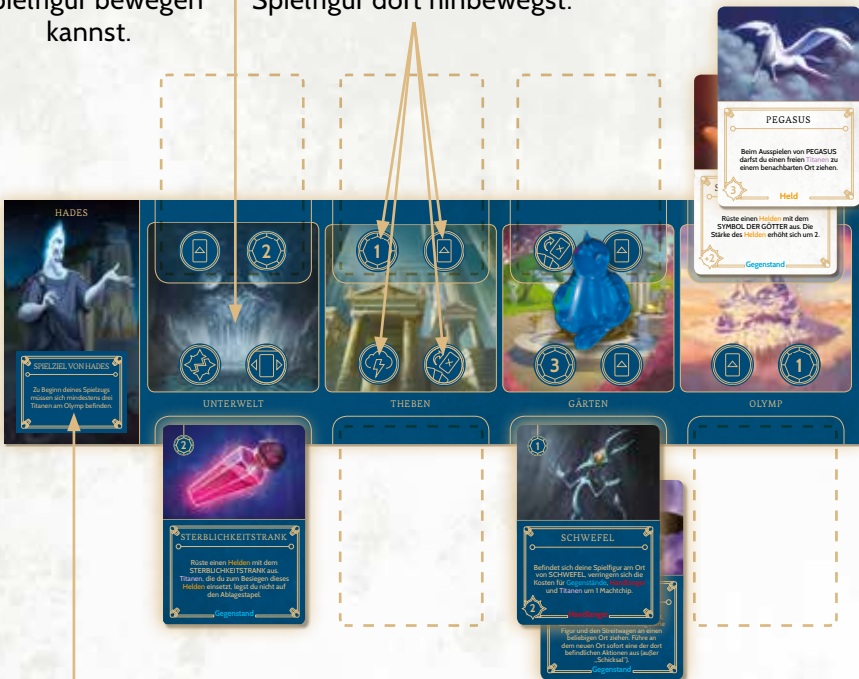 Spielfigur bewegen
kannst.
Spielfigur dort hinbewegst.
PEGASUS
Beim Ausspielen von PEGASUS
darfst du einen freien Titanen zu
einem benachbarten Ort ziehen.
3
Held
Rüste einen Helden mit dem
SYMBOL DER GÖTTER aus. Die
Stärke des Helden erhöht sich um 2.
+2
Gegenstand
HADES
SPIELZIEL VON HADES
Zu Beginn deines Spielzugs
müssen sich mindestens drei
Titanen am Olymp befinden.
2
1
3
1
UNTERWELT
THEBEN
GÄRTEN
OLYMP
2
STERBLICHKEITSTRANK
Rüste einen Helden mit dem
STERBLICHKEITSTRANK aus.
Titanen, die du zum Besiegen dieses
Helden einsetzt, legst du nicht auf
den Ablagestapel.
Gegenstand
1
SCHWEFEL
Befindet sich deine Spielfigur am Ort
von SCHWEFEL, verringern sich die
Kosten für Gegenstände, Handlanger
und Titanen um 1 Machtchip.
2
Handlanger
Figur und den Streitwagen an einen
beliebigen Ort ziehen. Führe an
dem neuen Ort sofort eine der dort
befindlichen Aktionen aus (außer
„Schicksal").
Gegenstand